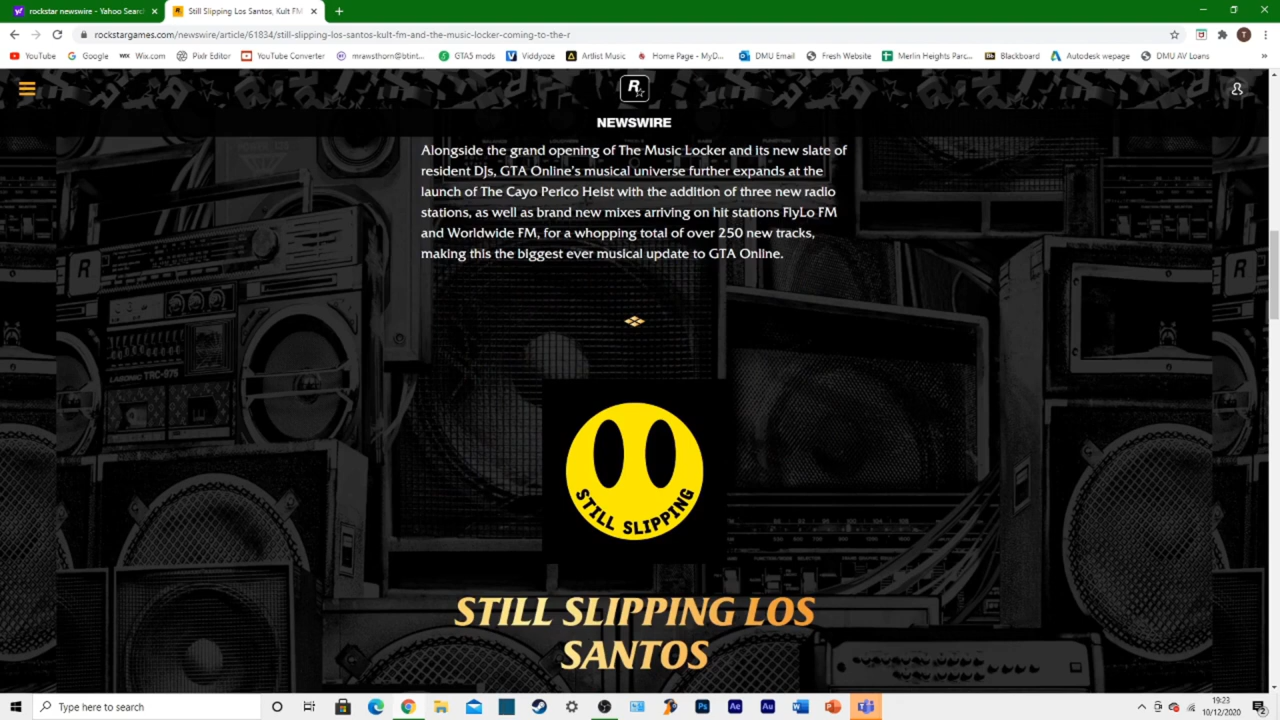 rockstar newswire - Yahoo Searc
Still Slipping Los Santos, Kult FM
rockstargames.com/newswire/article/61834/still-slipping-los-santos-kult-fm-and-the-music-locker-coming-to-the-r
YouTube
Google
Wix.com
Pixlr Editor
YouTube Converter
mrawsthorn@btint...
GTA5 mods
Viddyoze
Artlist Music
Home Page - MyD...
DMU Email
Fresh Website
Merlin Heights Parc...
Blackboard
Autodesk wepage
DMU AV Loans
NEWSWIRE
Alongside the grand opening of The Music Locker and its new slate of
resident DJs, GTA Online's musical universe further expands at the
launch of The Cayo Perico Heist with the addition of three new radio
stations, as well as brand new mixes arriving on hit stations FlyLo FM
and Worldwide FM, for a whopping total of over 250 new tracks,
making this the biggest ever musical update to GTA Online.
LASONIC TRC-975
STILL SLIPPING
STILL SLIPPING LOS
SANTOS
Type here to search
19:23
10/12/2020